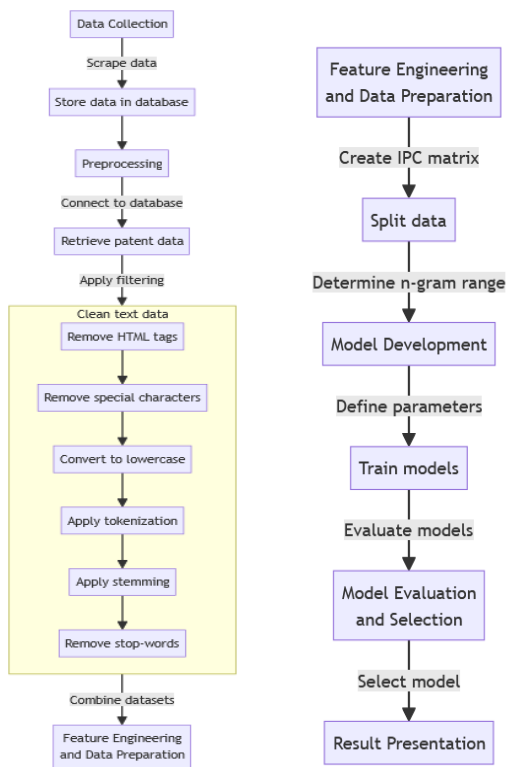 Data Collection
Scrape data
Store data in database
Preprocessing
Connect to database
Retrieve patent data
Apply filtering
Clean text data
Remove HTML tags
Remove special characters
Convert to lowercase
Apply tokenization
Apply stemming
Remove stop-words
Combine datasets
Feature Engineering
and Data Preparation
Feature Engineering
and Data Preparation
Create IPC matrix
Split data
Determine n-gram range
Model Development
Define parameters
Train models
Evaluate models
Model Evaluation
and Selection
Select model
Result Presentation